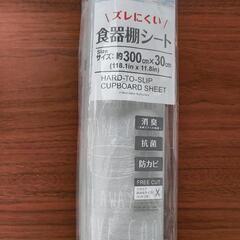 ズレにくい
食器棚シート
Size
サイズ:約300cm×30cm
(118.1in x 11.8in)
HARD-TO-SLIP
CUPBOARD SHEET
消臭
抗菌
防カビ
FREE CUT